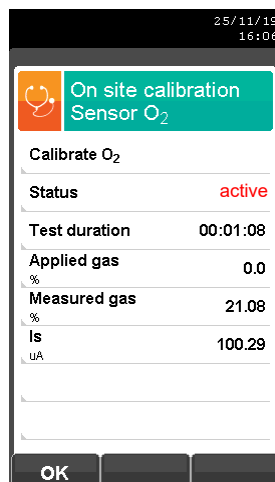 25/11/19
16:06
On site calibration
Sensor O₂
Calibrate O₂
Status active
Test duration 00:01:08
Applied gas
% 0.0
Measured gas
% 21.08
Is
uA 100.29
OK